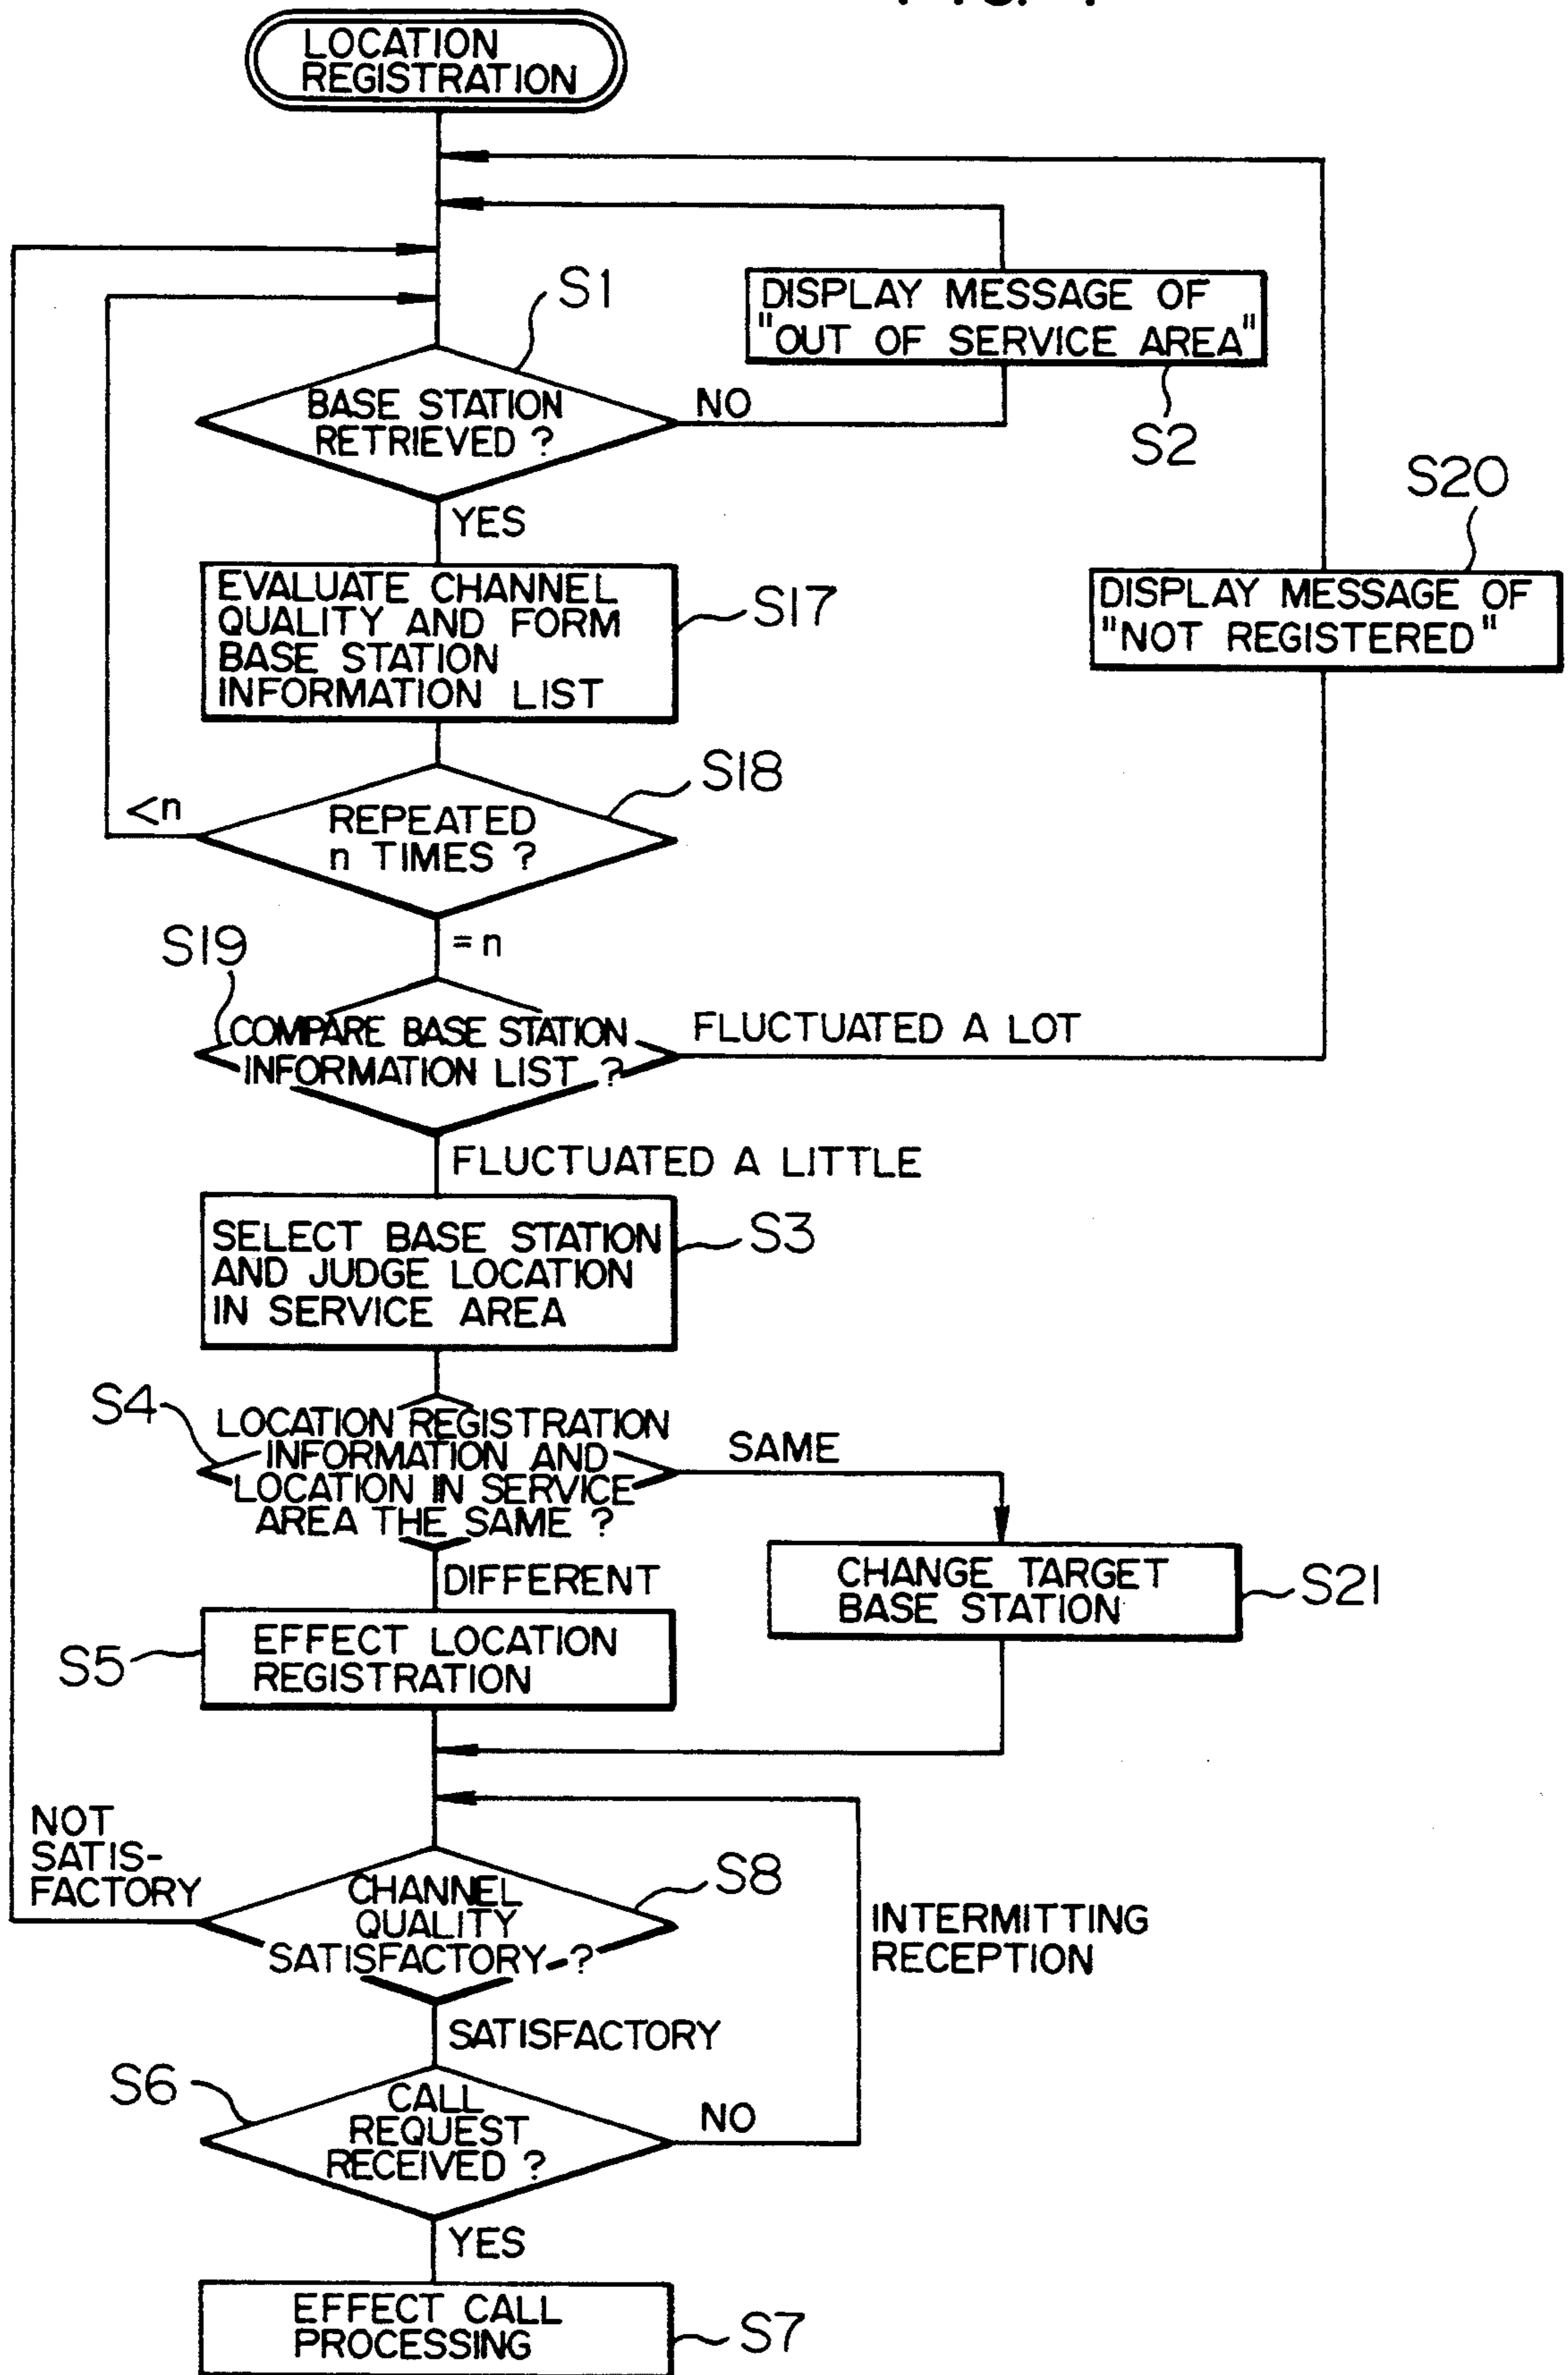 LOCATION
REGISTRATION
S1
DISPLAY MESSAGE OF
"OUT OF SERVICE AREA"
BASE STATION
RETRIEVED ?
NO
S2
S20
YES
EVALUATE CHANNEL
QUALITY AND FORM
BASE STATION
INFORMATION LIST
S17
DISPLAY MESSAGE OF
"NOT REGISTERED"
S18
<n
REPEATED
n TIMES ?
=n
S19
COMPARE BASE STATION
INFORMATION LIST ?
FLUCTUATED A LOT
FLUCTUATED A LITTLE
SELECT BASE STATION
AND JUDGE LOCATION
IN SERVICE AREA
S3
S4
LOCATION REGISTRATION
INFORMATION AND
LOCATION IN SERVICE
AREA THE SAME ?
SAME
DIFFERENT
CHANGE TARGET
BASE STATION
S21
S5
EFFECT LOCATION
REGISTRATION
NOT
SATIS-
FACTORY
CHANNEL
QUALITY
SATISFACTORY ?
S8
INTERMITTING
RECEPTION
SATISFACTORY
S6
CALL
REQUEST
RECEIVED ?
NO
YES
EFFECT CALL
PROCESSING
S7